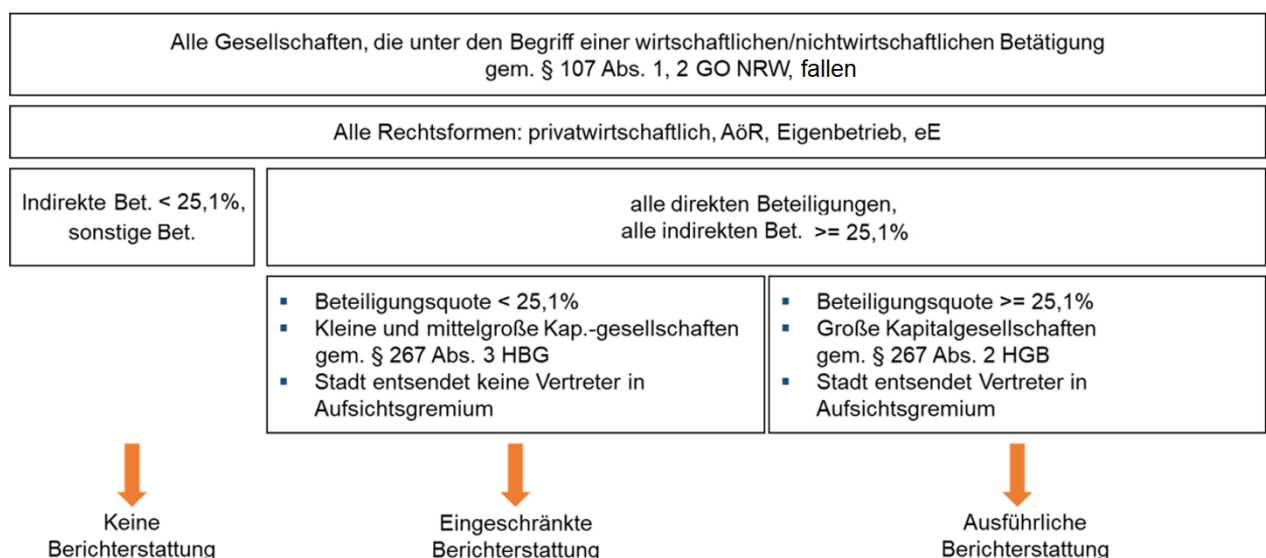 Alle Gesellschaften, die unter den Begriff einer wirtschaftlichen/nichtwirtschaftlichen Betätigung
gem. § 107 Abs. 1, 2 GO NRW, fallen
Alle Rechtsformen: privatwirtschaftlich, AöR, Eigenbetrieb, eE
Indirekte Bet. < 25,1%,
sonstige Bet.
alle direkten Beteiligungen,
alle indirekten Bet. >= 25,1%
▪ Beteiligungsquote < 25,1%
▪ Kleine und mittelgroße Kap.-gesellschaften
gem. § 267 Abs. 3 HBG
▪ Stadt entsendet keine Vertreter in
Aufsichtsgremium
▪ Beteiligungsquote >= 25,1%
▪ Große Kapitalgesellschaften
gem. § 267 Abs. 2 HGB
▪ Stadt entsendet Vertreter in
Aufsichtsgremium
Keine
Berichterstattung
Eingeschränkte
Berichterstattung
Ausführliche
Berichterstattung